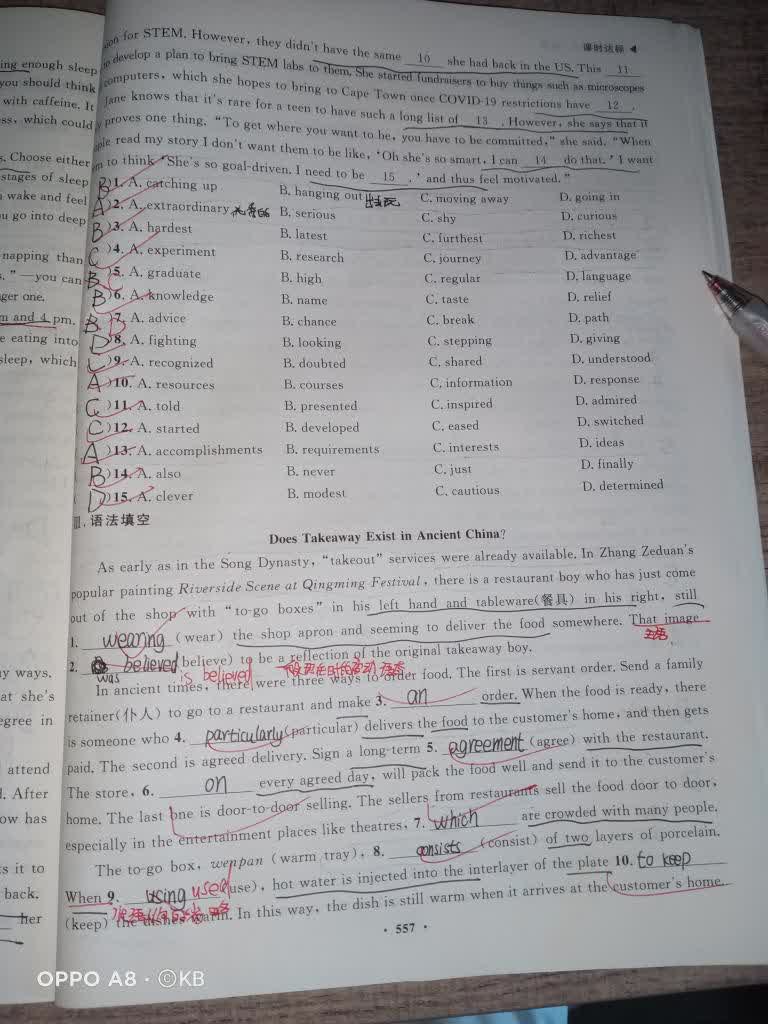 课时达标 ◀
ion for STEM. However, they didn't have the same 10 she had back in the US. This 11
to develop a plan to bring STEM labs to them. She started fundraisers to buy things such as microscopes
computers, which she hopes to bring to Cape Town once COVID-19 restrictions have 12 .
Jane knows that it's rare for a teen to have such a long list of 13 . However, she says that it
proves one thing. "To get where you want to be, you have to be committed," she said. "When
ple read my story I don't want them to be like, 'Oh she's so smart, I can 14 do that.' I want
m to think 'She's so goal-driven. I need to be 15 ,' and thus feel motivated."
B )1. A. catching up B. hanging out C. moving away D. going in
A )2. A. extraordinary B. serious C. shy D. curious
B )3. A. hardest B. latest C. furthest D. richest
C )4. A. experiment B. research C. journey D. advantage
B 5. A. graduate B. high C. regular D. language
B )6. A. knowledge B. name C. taste D. relief
B. B 7. A. advice B. chance C. break D. path
D )8. A. fighting B. looking C. stepping D. giving
)9. A. recognized B. doubted C. shared D. understood
A )10. A. resources B. courses C. information D. response
C )11. A. told B. presented C. inspired D. admired
C )12. A. started B. developed C. eased D. switched
A )13. A. accomplishments B. requirements C. interests D. ideas
B )14. A. also B. never C. just D. finally
D )15. A. clever B. modest C. cautious D. determined
Ⅲ. 语法填空
Does Takeaway Exist in Ancient China?
As early as in the Song Dynasty, "takeout" services were already available. In Zhang Zeduan's
popular painting Riverside Scene at Qingming Festival, there is a restaurant boy who has just come
out of the shop with "to-go boxes" in his left hand and tableware(餐具) in his right, still
1. wearing (wear) the shop apron and seeming to deliver the food somewhere. That image
主语
2. believed believe) to be a reflection of the original takeaway boy.
was is believed
In ancient times, there were three ways to order food. The first is servant order. Send a family
retainer(仆人) to go to a restaurant and make 3. an order. When the food is ready, there
is someone who 4. particularly (particular) delivers the food to the customer's home, and then gets
paid. The second is agreed delivery. Sign a long-term 5. agreement (agree) with the restaurant.
The store, 6. on every agreed day, will pack the food well and send it to the customer's
home. The last one is door-to-door selling. The sellers from restaurants sell the food door to door,
especially in the entertainment places like theatres, 7. which are crowded with many people.
The to-go box, wenpan (warm tray), 8. consists (consist) of two layers of porcelain.
When 9. using used (use), hot water is injected into the interlayer of the plate 10. to keep
(keep) the dishes warm. In this way, the dish is still warm when it arrives at the customer's home.
· 557 ·
ing enough sleep
you should think
with caffeine. It
ss, which could
s. Choose either
stages of sleep
wake and feel
u go into deep
napping than
s." —you can
ger one.
m and 4 pm.
e eating into
sleep, which
y ways.
at she's
egree in
attend
d. After
ow has
s it to
back.
her
OPPO A8 · ©KB